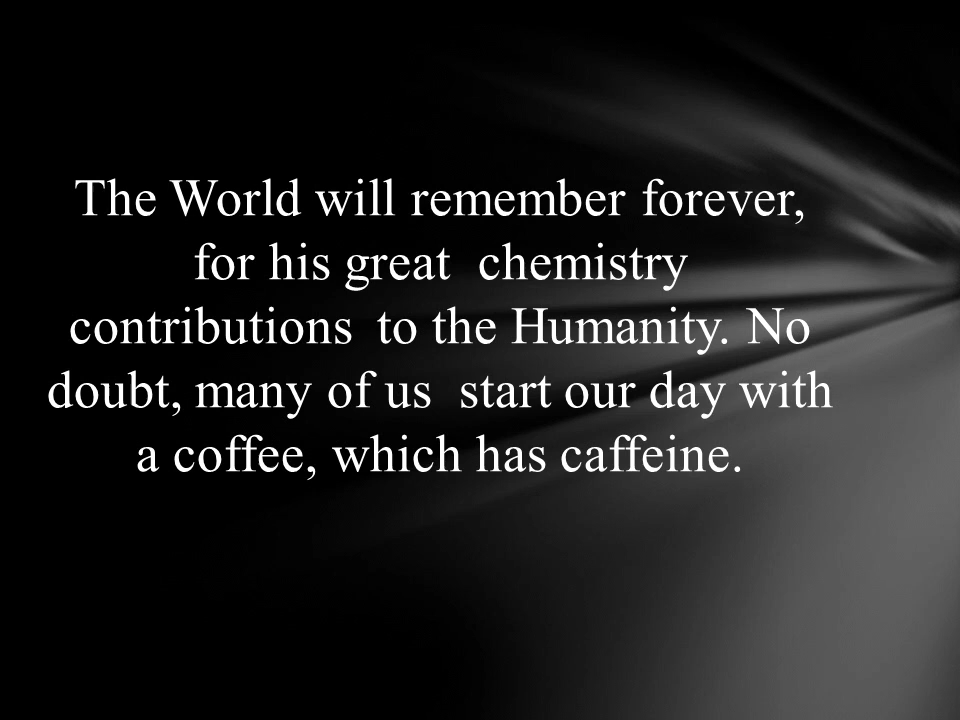 The World will remember forever,
for his great  chemistry
contributions  to the Humanity. No
doubt, many of us  start our day with
a coffee, which has caffeine.